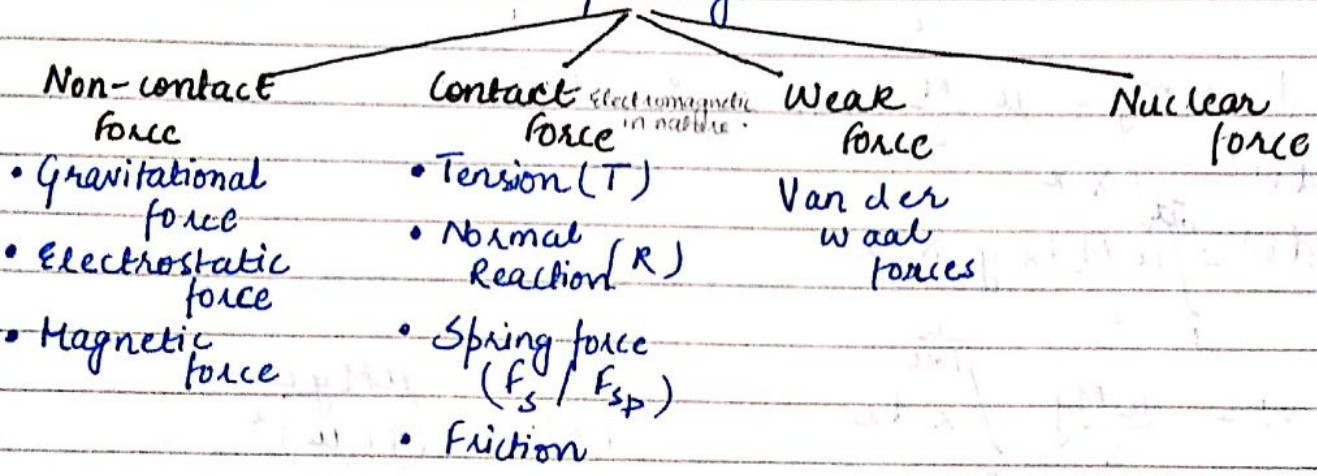 Non-contact
force
• Gravitational
force
• Electrostatic
force
• Magnetic
force
Contact Electromagnetic
force in nature.
• Tension (T)
• Normal
Reaction (R)
• Spring force
(Fs / Fsp)
• Friction
Weak
force
Van der
waal
forces
Nuclear
force